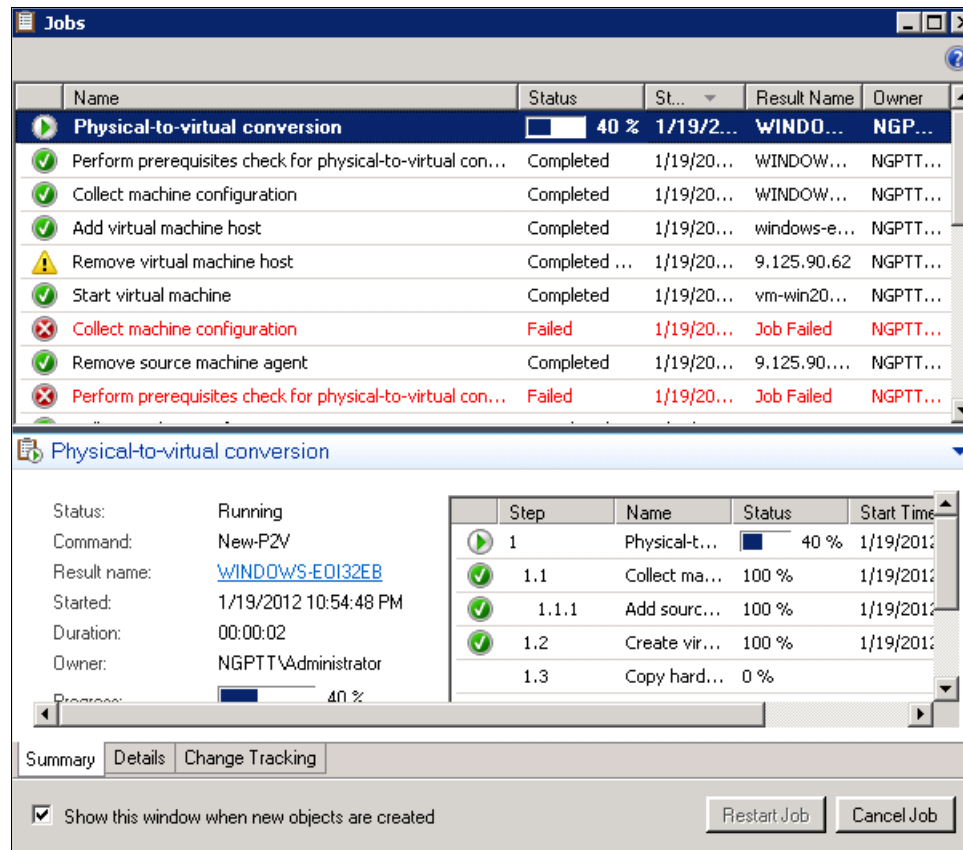 Jobs
Name Status St... Result Name Owner
Physical-to-virtual conversion 40 % 1/19/2... WINDO... NGP...
Perform prerequisites check for physical-to-virtual con... Completed 1/19/20... WINDOW... NGPTT...
Collect machine configuration Completed 1/19/20... WINDOW... NGPTT...
Add virtual machine host Completed 1/19/20... windows-e... NGPTT...
Remove virtual machine host Completed ... 1/19/20... 9.125.90.62 NGPTT...
Start virtual machine Completed 1/19/20... vm-win20... NGPTT...
Collect machine configuration Failed 1/19/20... Job Failed NGPTT...
Remove source machine agent Completed 1/19/20... 9.125.90.... NGPTT...
Perform prerequisites check for physical-to-virtual con... Failed 1/19/20... Job Failed NGPTT...
Physical-to-virtual conversion
Status: Running
Command: New-P2V
Result name: WINDOWS-EOI32EB
Started: 1/19/2012 10:54:48 PM
Duration: 00:00:02
Owner: NGPTT\Administrator
Progress: 40 %
Step Name Status Start Time
1 Physical-t... 40 % 1/19/2012
1.1 Collect ma... 100 % 1/19/2012
1.1.1 Add sourc... 100 % 1/19/2012
1.2 Create vir... 100 % 1/19/2012
1.3 Copy hard... 0 %
Summary Details Change Tracking
Show this window when new objects are created Restart Job Cancel Job